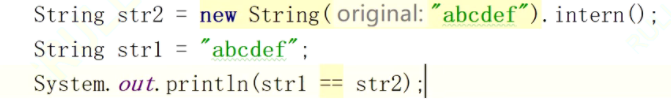 String str2 = new String( original: "abcdef").intern();
String str1 = "abcdef";
System.out.println(str1 == str2);